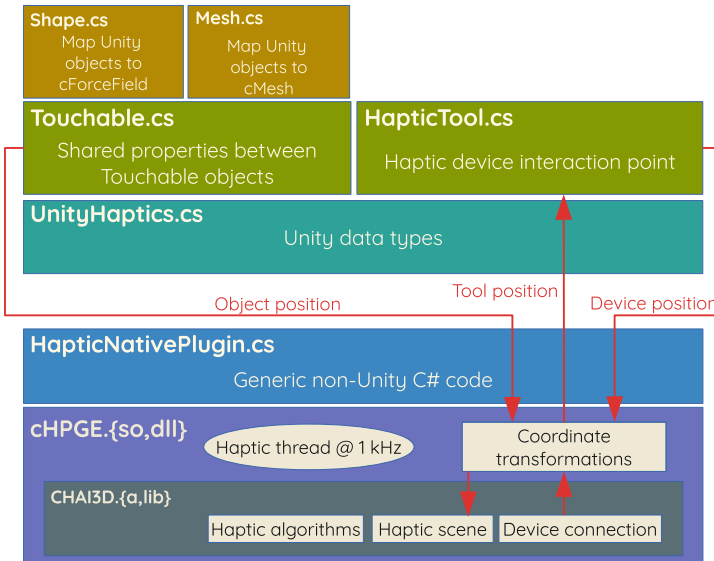 Shape.cs
Map Unity
objects to
cForceField
Mesh.cs
Map Unity
objects to
cMesh
Touchable.cs
Shared properties between
Touchable objects
HapticTool.cs
Haptic device interaction point
UnityHaptics.cs
Unity data types
Object position
Tool position
Device position
HapticNativePlugin.cs
Generic non-Unity C# code
cHPGE.{so,dll}
Haptic thread @ 1 kHz
Coordinate
transformations
CHAI3D.{a,lib}
Haptic algorithms
Haptic scene
Device connection